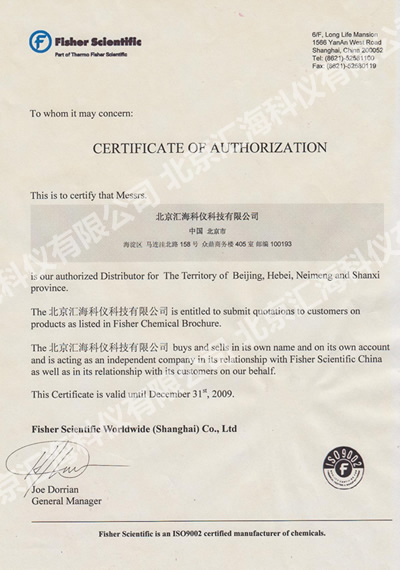 Fisher Scientific
Part of Thermo Fisher Scientific
6/F, Long Life Mansion
1566 YanAn West Road
Shanghai, China 200052
Tel: (8621)-52581100
Fax: (8621)-52580119
To whom it may concern:
CERTIFICATE OF AUTHORIZATION
This is to certify that Messrs.
北京汇海科仪科技有限公司
中国 北京市
海淀区 马连洼北路 158 号 众鼎商务楼 405 室 邮编 100193
is our authorized Distributor for The Territory of Beijing, Hebei, Neimeng and Shanxi
province.
The 北京汇海科仪科技有限公司 is entitled to submit quotations to customers on
products as listed in Fisher Chemical Brochure.
The 北京汇海科仪科技有限公司 buys and sells in its own name and on its own account
and is acting as an independent company in its relationship with Fisher Scientific China
as well as in its relationship with its customers on our behalf.
This Certificate is valid until December 31st, 2009.
Fisher Scientific Worldwide (Shanghai) Co., Ltd
Joe Dorrian
General Manager
ISO9002
Fisher Scientific is an ISO9002 certified manufacturer of chemicals.
北京汇海科仪有限公司